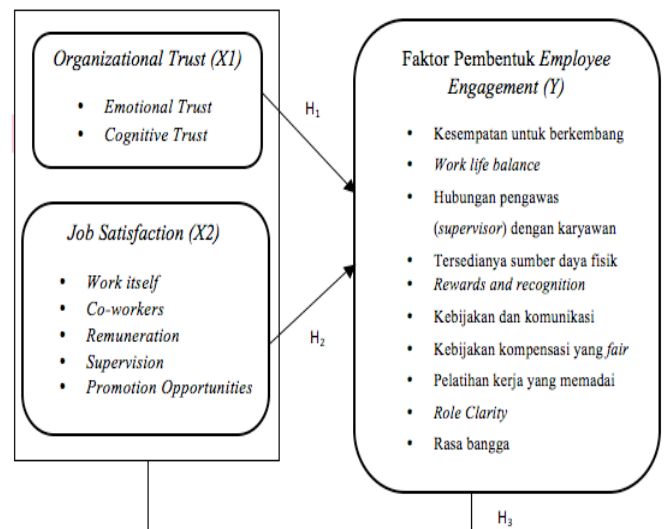 Organizational Trust (X1)
• Emotional Trust
• Cognitive Trust
H1
Job Satisfaction (X2)
• Work itself
• Co-workers
• Remuneration
• Supervision
• Promotion Opportunities
H2
Faktor Pembentuk Employee
Engagement (Y)
• Kesempatan untuk berkembang
• Work life balance
• Hubungan pengawas
(supervisor) dengan karyawan
• Tersedianya sumber daya fisik
• Rewards and recognition
• Kebijakan dan komunikasi
• Kebijakan kompensasi yang fair
• Pelatihan kerja yang memadai
• Role Clarity
• Rasa bangga
H3